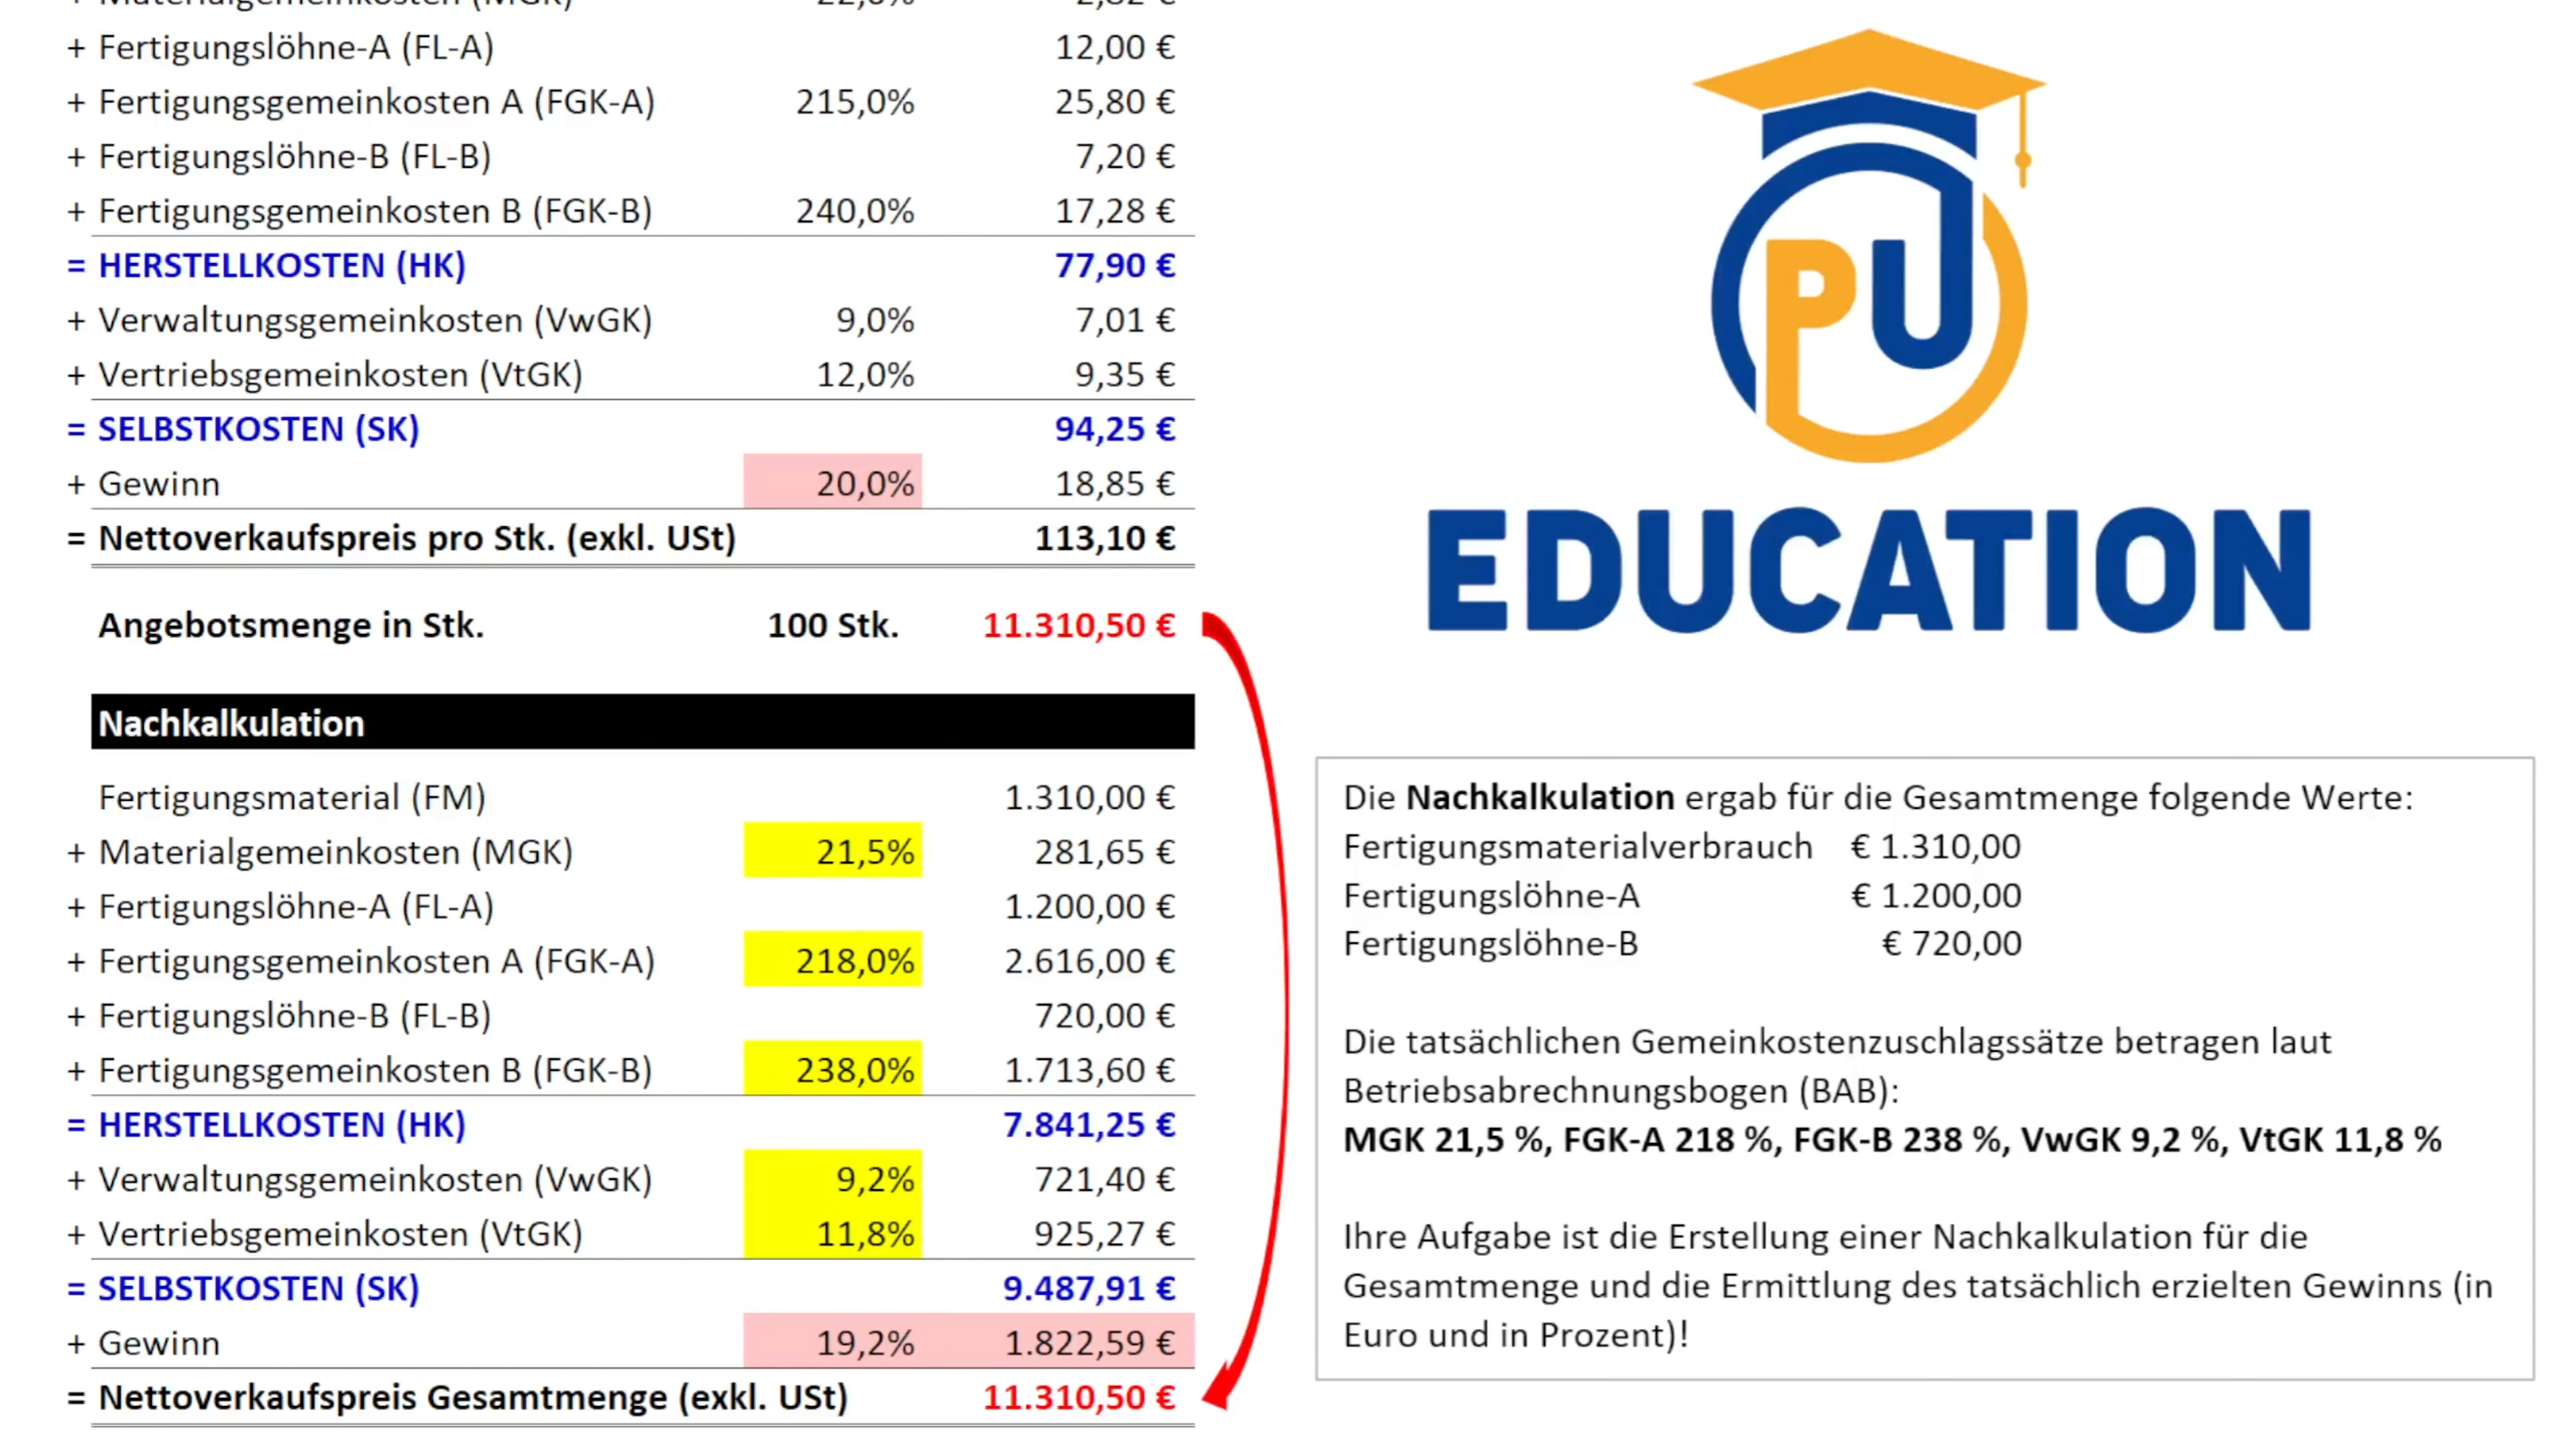 + Materialgemeinkosten (MGK) 22,0% 2,82 €
+ Fertigungslöhne-A (FL-A) 12,00 €
+ Fertigungsgemeinkosten A (FGK-A) 215,0% 25,80 €
+ Fertigungslöhne-B (FL-B) 7,20 €
+ Fertigungsgemeinkosten B (FGK-B) 240,0% 17,28 €
= HERSTELLKOSTEN (HK) 77,90 €
+ Verwaltungsgemeinkosten (VwGK) 9,0% 7,01 €
+ Vertriebsgemeinkosten (VtGK) 12,0% 9,35 €
= SELBSTKOSTEN (SK) 94,25 €
+ Gewinn 20,0% 18,85 €
= Nettoverkaufspreis pro Stk. (exkl. USt) 113,10 €
Angebotsmenge in Stk. 100 Stk. 11.310,50 €
Nachkalkulation
Fertigungsmaterial (FM) 1.310,00 €
+ Materialgemeinkosten (MGK) 21,5% 281,65 €
+ Fertigungslöhne-A (FL-A) 1.200,00 €
+ Fertigungsgemeinkosten A (FGK-A) 218,0% 2.616,00 €
+ Fertigungslöhne-B (FL-B) 720,00 €
+ Fertigungsgemeinkosten B (FGK-B) 238,0% 1.713,60 €
= HERSTELLKOSTEN (HK) 7.841,25 €
+ Verwaltungsgemeinkosten (VwGK) 9,2% 721,40 €
+ Vertriebsgemeinkosten (VtGK) 11,8% 925,27 €
= SELBSTKOSTEN (SK) 9.487,91 €
+ Gewinn 19,2% 1.822,59 €
= Nettoverkaufspreis Gesamtmenge (exkl. USt) 11.310,50 €
PU
EDUCATION
Die Nachkalkulation ergab für die Gesamtmenge folgende Werte:
Fertigungsmaterialverbrauch € 1.310,00
Fertigungslöhne-A € 1.200,00
Fertigungslöhne-B € 720,00
Die tatsächlichen Gemeinkostenzuschlagssätze betragen laut
Betriebsabrechnungsbogen (BAB):
MGK 21,5 %, FGK-A 218 %, FGK-B 238 %, VwGK 9,2 %, VtGK 11,8 %
Ihre Aufgabe ist die Erstellung einer Nachkalkulation für die
Gesamtmenge und die Ermittlung des tatsächlich erzielten Gewinns (in
Euro und in Prozent)!